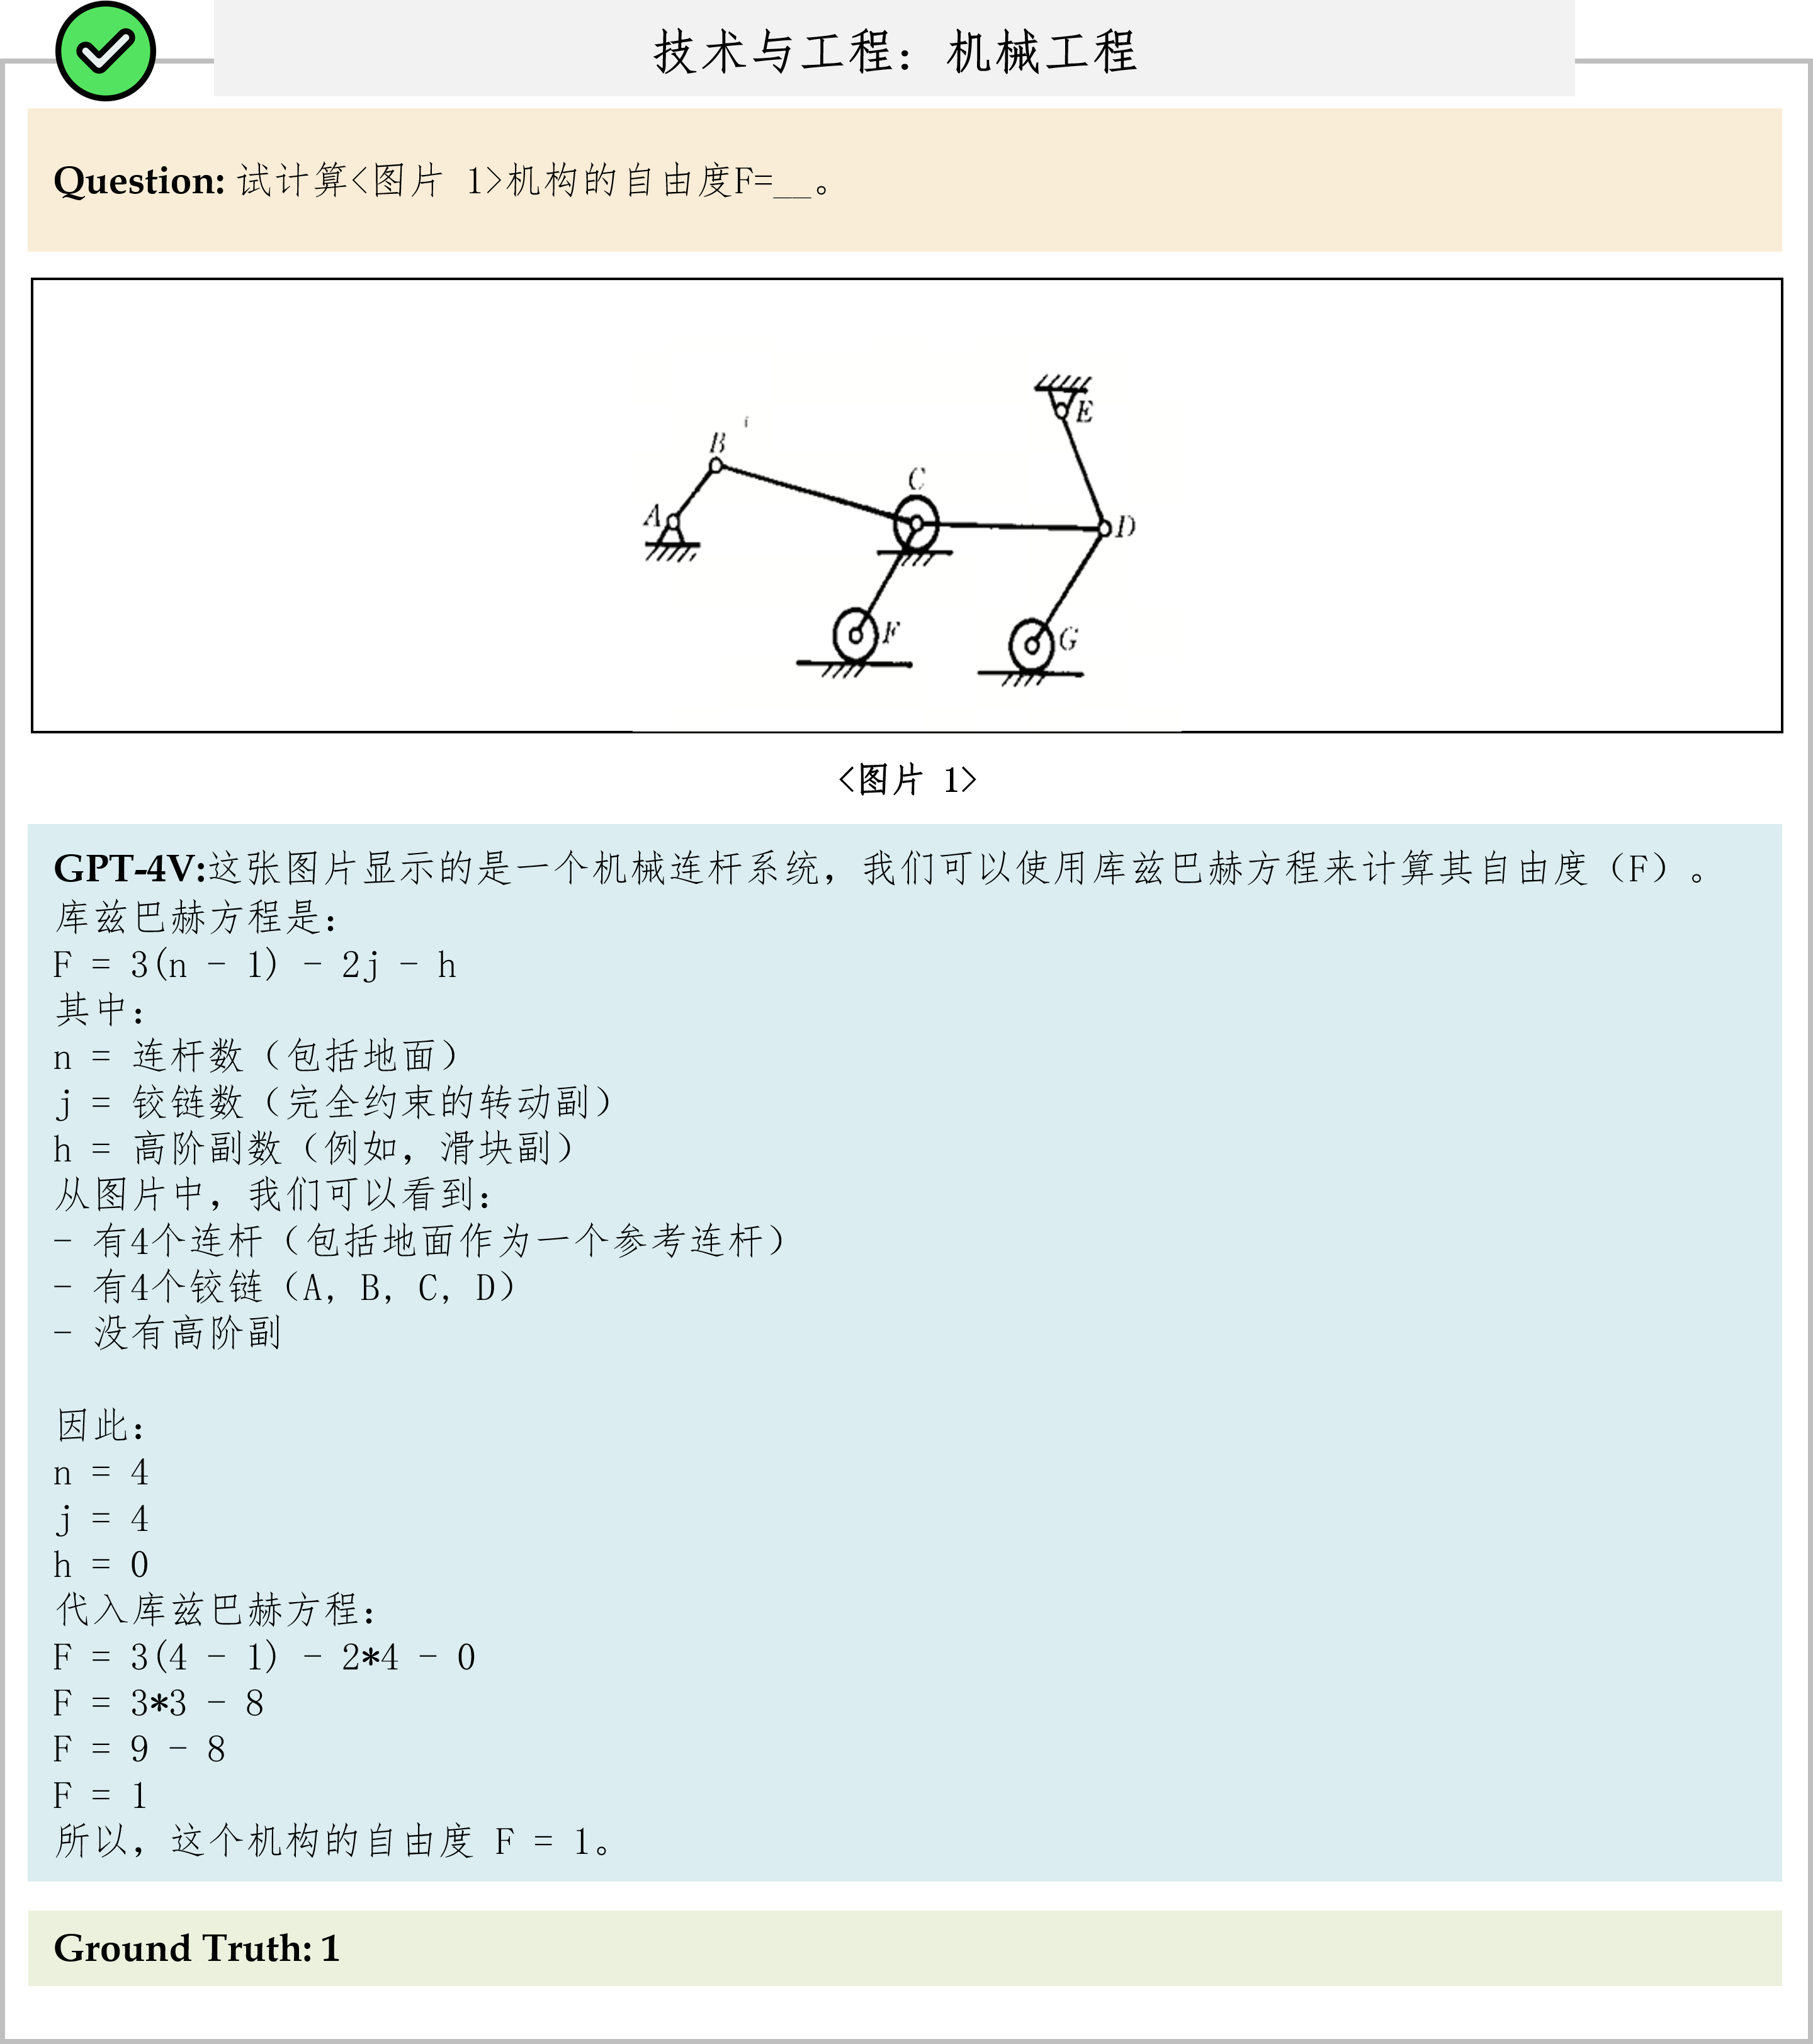 技术与工程：机械工程
Question: 试计算<图片 1>机构的自由度F=__。
E
B
C
A
D
F
G
<图片 1>
GPT-4V:这张图片显示的是一个机械连杆系统，我们可以使用库兹巴赫方程来计算其自由度（F）。
库兹巴赫方程是：
F = 3(n - 1) - 2j - h
其中：
n = 连杆数（包括地面）
j = 铰链数（完全约束的转动副）
h = 高阶副数（例如，滑块副）
从图片中，我们可以看到：
- 有4个连杆（包括地面作为一个参考连杆）
- 有4个铰链（A, B, C, D）
- 没有高阶副
因此：
n = 4
j = 4
h = 0
代入库兹巴赫方程：
F = 3(4 - 1) - 2*4 - 0
F = 3*3 - 8
F = 9 - 8
F = 1
所以，这个机构的自由度 F = 1。
Ground Truth: 1